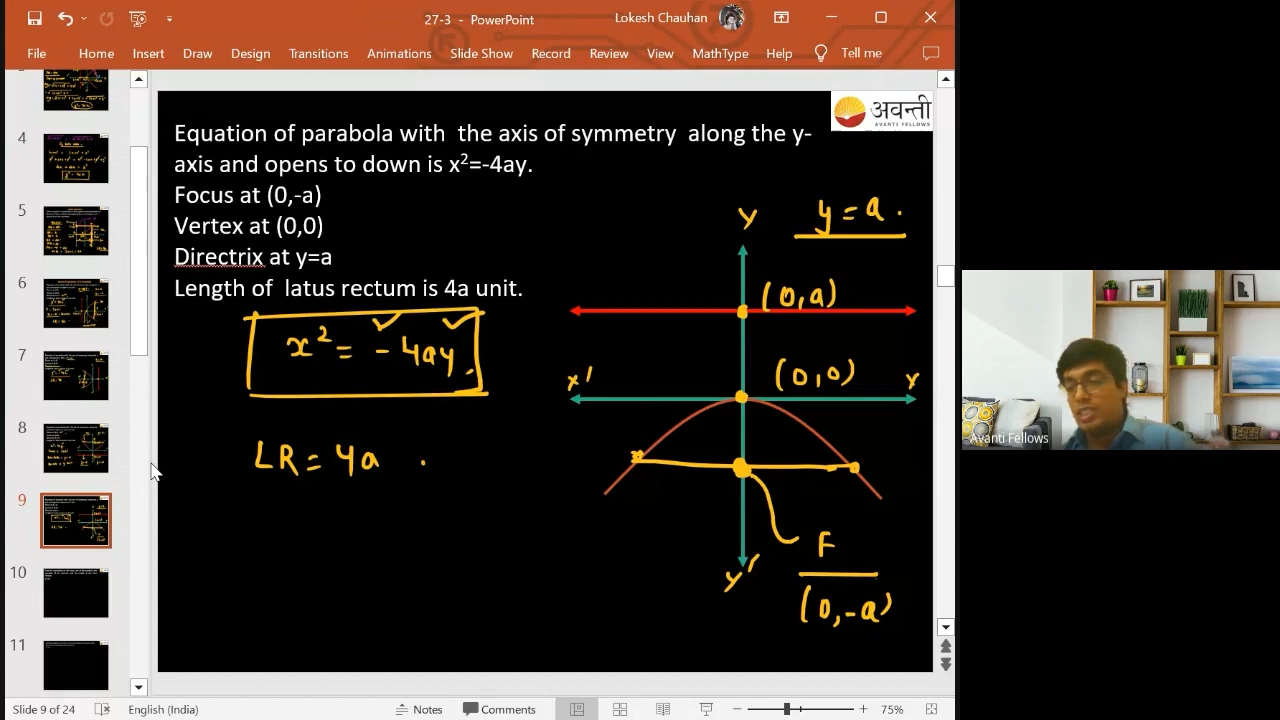 27-3 - PowerPoint
Lokesh Chauhan
File Home Insert Draw Design Transitions Animations Slide Show Record Review View MathType Help Tell me
4
5
6
7
8
9
10
11
अवन्ती
AVANTI FELLOWS
Equation of parabola with the axis of symmetry along the y-
axis and opens to down is x²=-4ay.
Focus at (0,-a)
Vertex at (0,0)
Directrix at y=a
Length of latus rectum is 4a unit.
x² = -4ay.
LR = 4a .
y
y = a .
(0,a)
(0,0)
x'
x
F
(0,-a)
y'
Avanti Fellows
Slide 9 of 24 English (India) Notes Comments 75%